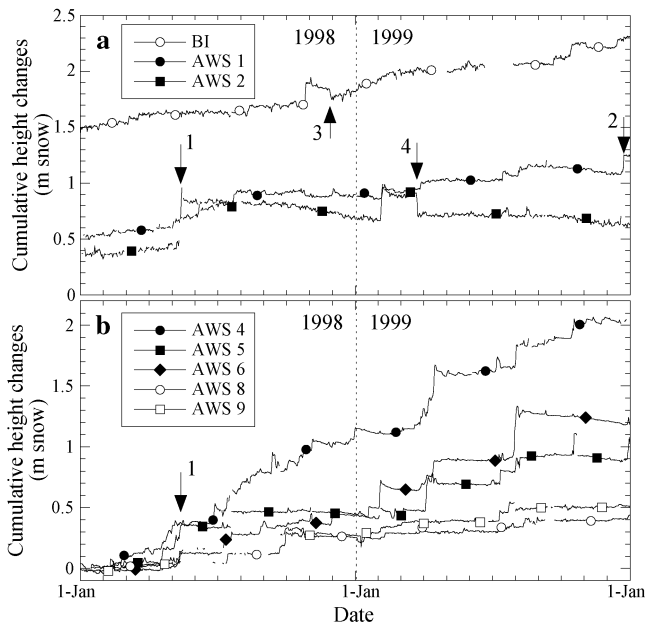 a
BI
AWS 1
AWS 2
1998 1999
1
3
4
2
2.5
2
1.5
1
0.5
0
Cumulative height changes
(m snow)
b
AWS 4
AWS 5
AWS 6
AWS 8
AWS 9
1998 1999
1
2
1.5
1
0.5
0
Cumulative height changes
(m snow)
1-Jan 1-Jan 1-Jan
Date